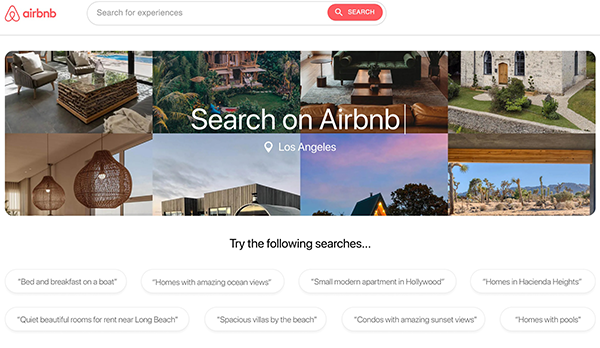 airbnb
Search for experiences
SEARCH
Search on Airbnb
Los Angeles
Try the following searches...
"Bed and breakfast on a boat"
"Homes with amazing ocean views"
"Small modern apartment in Hollywood"
"Homes in Hacienda Heights"
"Quiet beautiful rooms for rent near Long Beach"
"Spacious villas by the beach"
"Condos with amazing sunset views"
"Homes with pools"